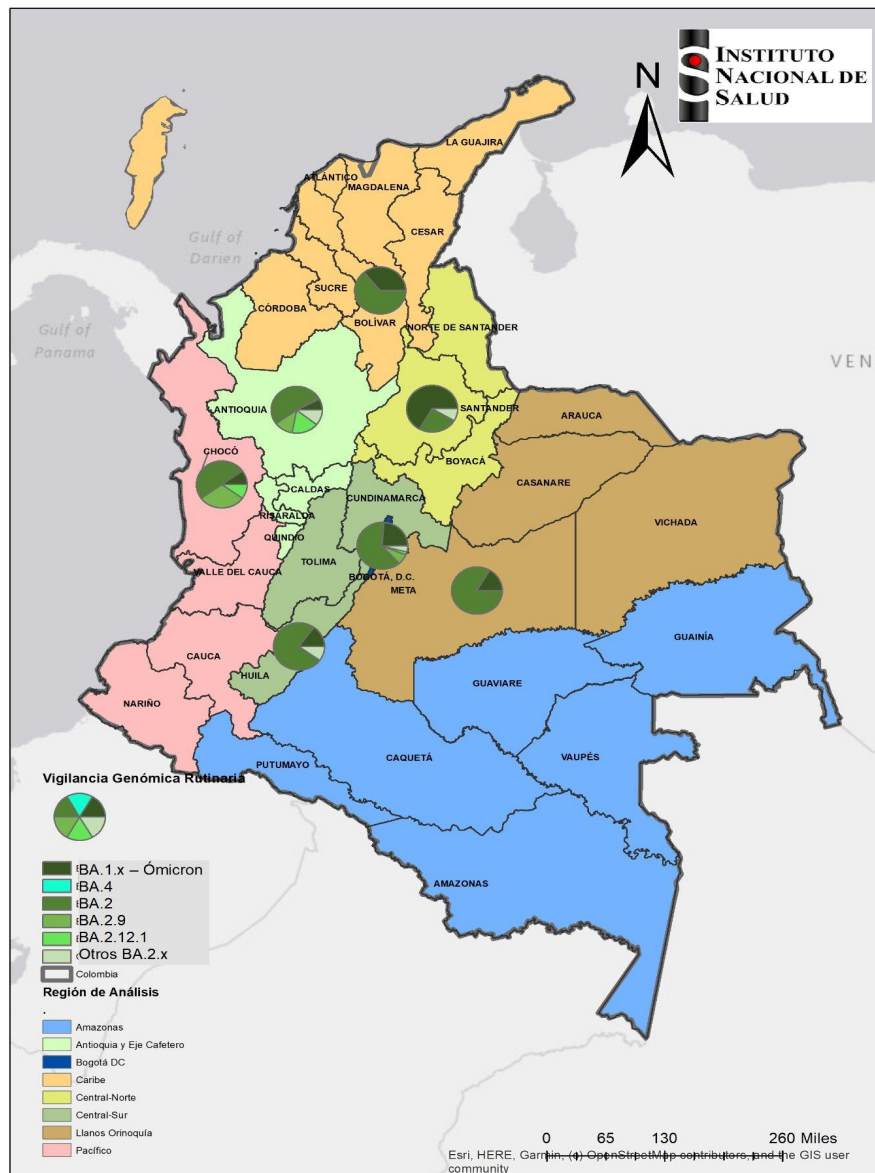 INSTITUTO
NACIONAL DE
SALUD
N
LA GUAJIRA
ATLÁNTICO
MAGDALENA
CESAR
Gulf of
Darien
SUCRE
CÓRDOBA
BOLÍVAR
NORTE DE SANTANDER
Gulf of
Panama
VEN
ANTIOQUIA
SANTANDER
ARAUCA
CHOCÓ
BOYACÁ
CASANARE
CALDAS
CUNDINAMARCA
VICHADA
RISARALDA
QUINDIO
TOLIMA
VALLE DEL CAUCA
BOGOTÁ, D.C.
META
GUAINÍA
CAUCA
HUILA
GUAVIARE
NARIÑO
CAQUETÁ
VAUPÉS
PUTUMAYO
AMAZONAS
Vigilancia Genómica Rutinaria
BA.1.x – Ómicron
BA.4
BA.2
BA.2.9
BA.2.12.1
Otros BA.2.x
Colombia
Región de Análisis
.
Amazonas
Antioquia y Eje Cafetero
Bogotá DC
Caribe
Central-Norte
Central-Sur
Llanos Orinoquía
Pacífico
0 65 130 260 Miles
Esri, HERE, Garmin, (c) OpenStreetMap contributors, and the GIS user
community